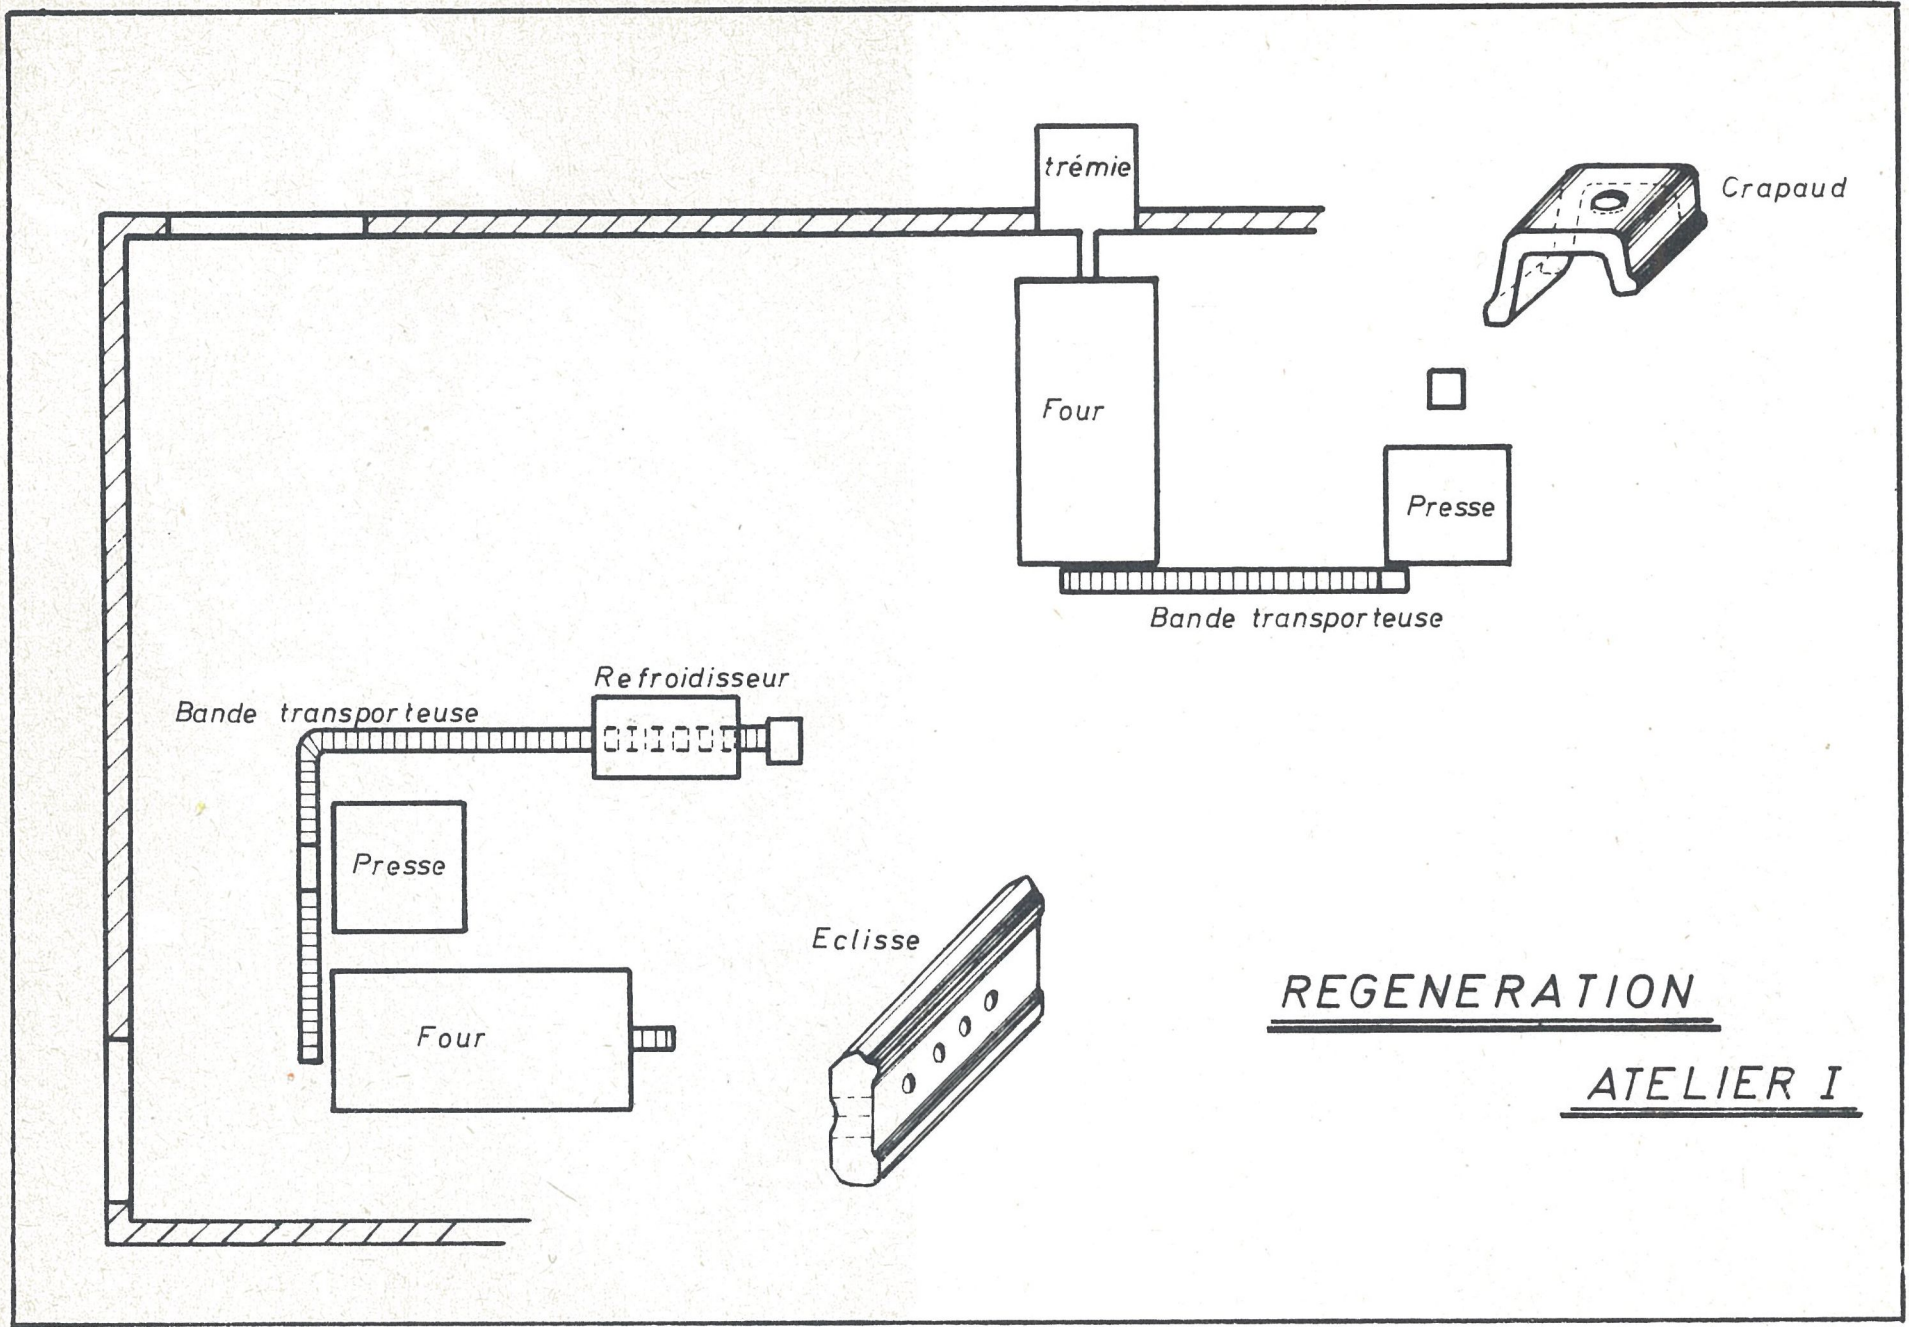 trémie
Crapaud
Four
Presse
Bande transporteuse
Refroidisseur
Bande transporteuse
Presse
Eclisse
Four
REGENERATION
ATELIER I